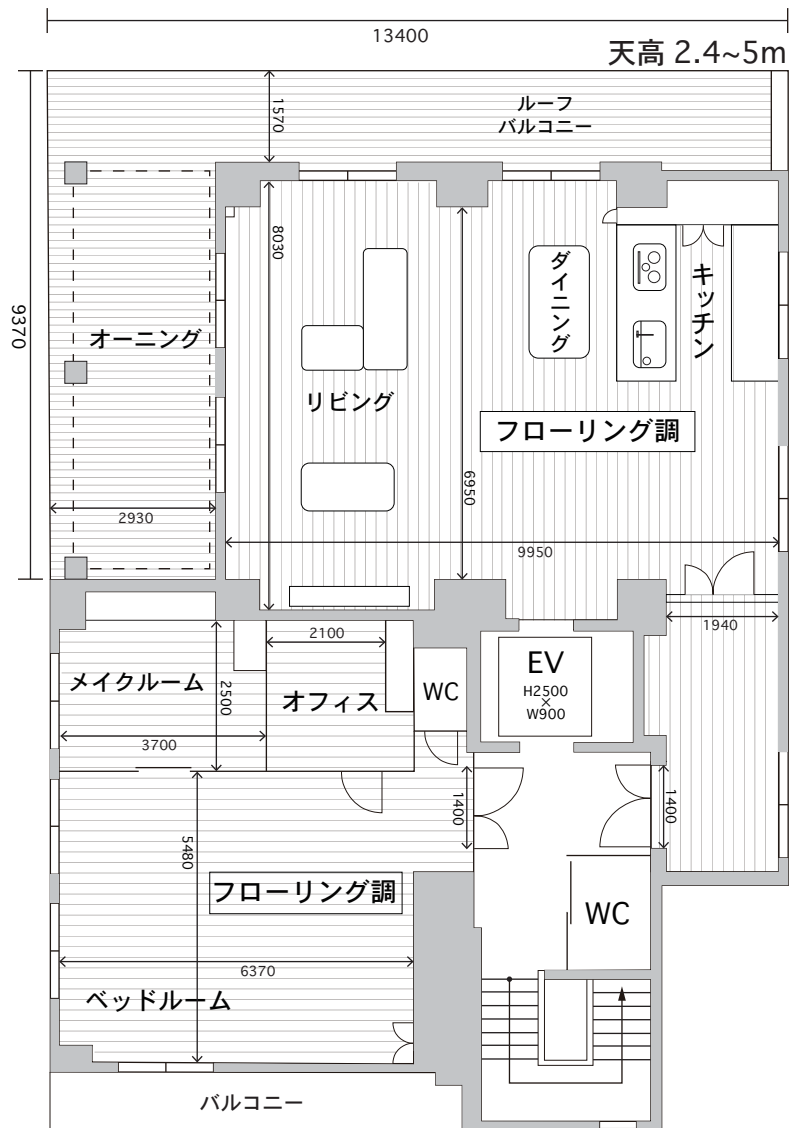 13400
天高 2.4~5m
1570
ルーフ
バルコニー
8030
ダイニング
キッチン
9370
オーニング
リビング
フローリング調
6950
2930
9950
1940
2100
メイクルーム
2500
オフィス
WC
EV
H2500
×
W900
3700
1400
1400
5480
フローリング調
WC
6370
ベッドルーム
バルコニー